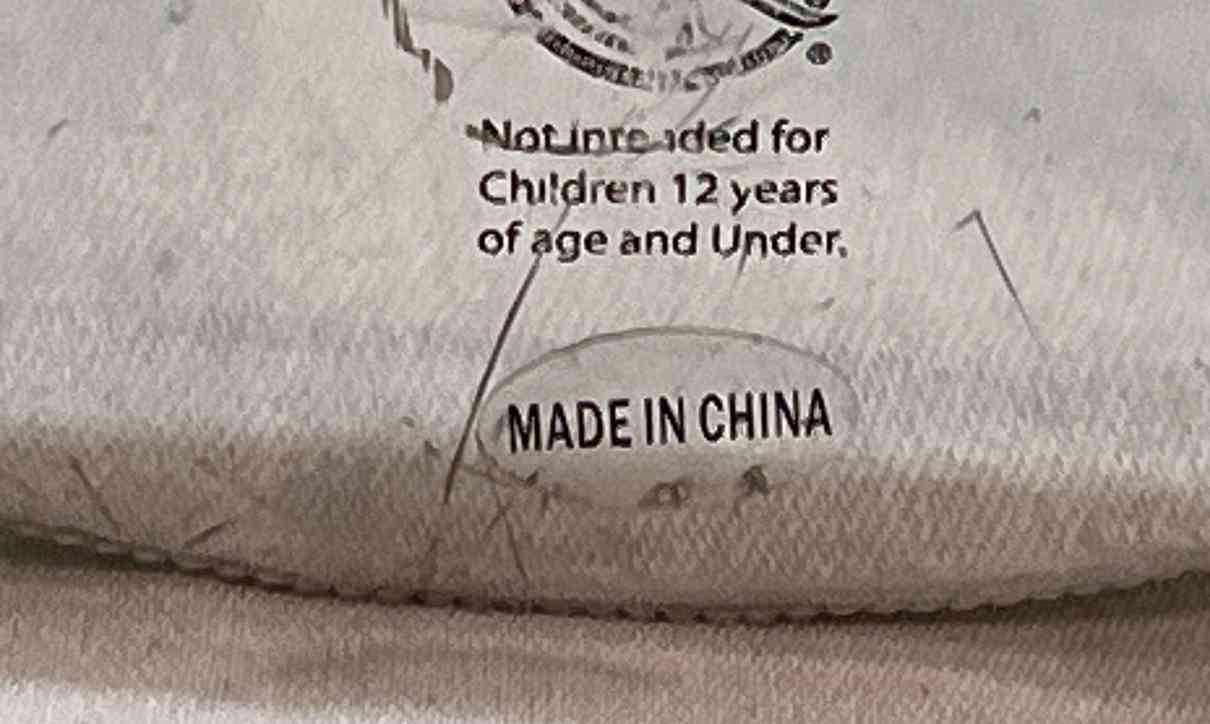 Not intended for
Children 12 years
of age and Under.
MADE IN CHINA